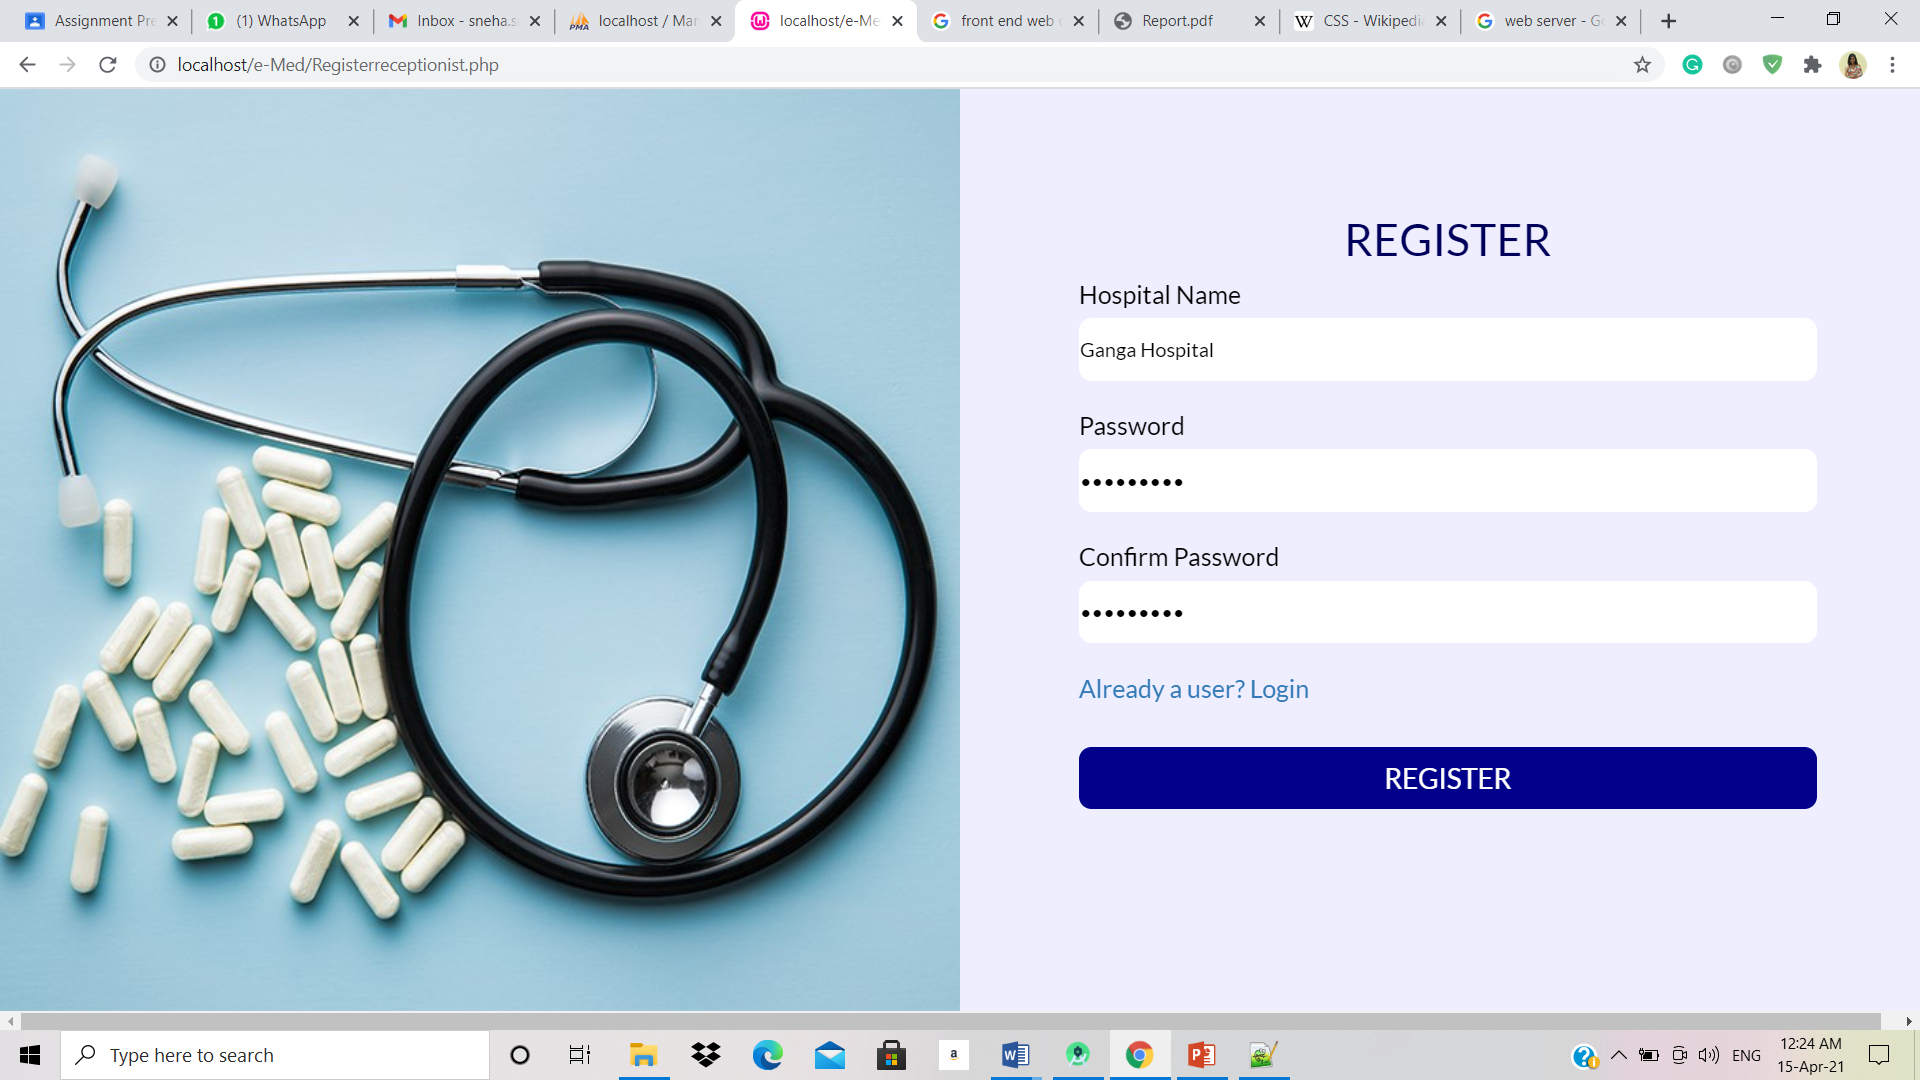 Assignment Pre
(1) WhatsApp
Inbox - sneha.s
localhost / Mar
localhost/e-Me
front end web
Report.pdf
CSS - Wikipedia
web server - Go
localhost/e-Med/Registerreceptionist.php
REGISTER
Hospital Name
Ganga Hospital
Password
•••••••••
Confirm Password
•••••••••
Already a user? Login
REGISTER
Type here to search
ENG
12:24 AM
15-Apr-21